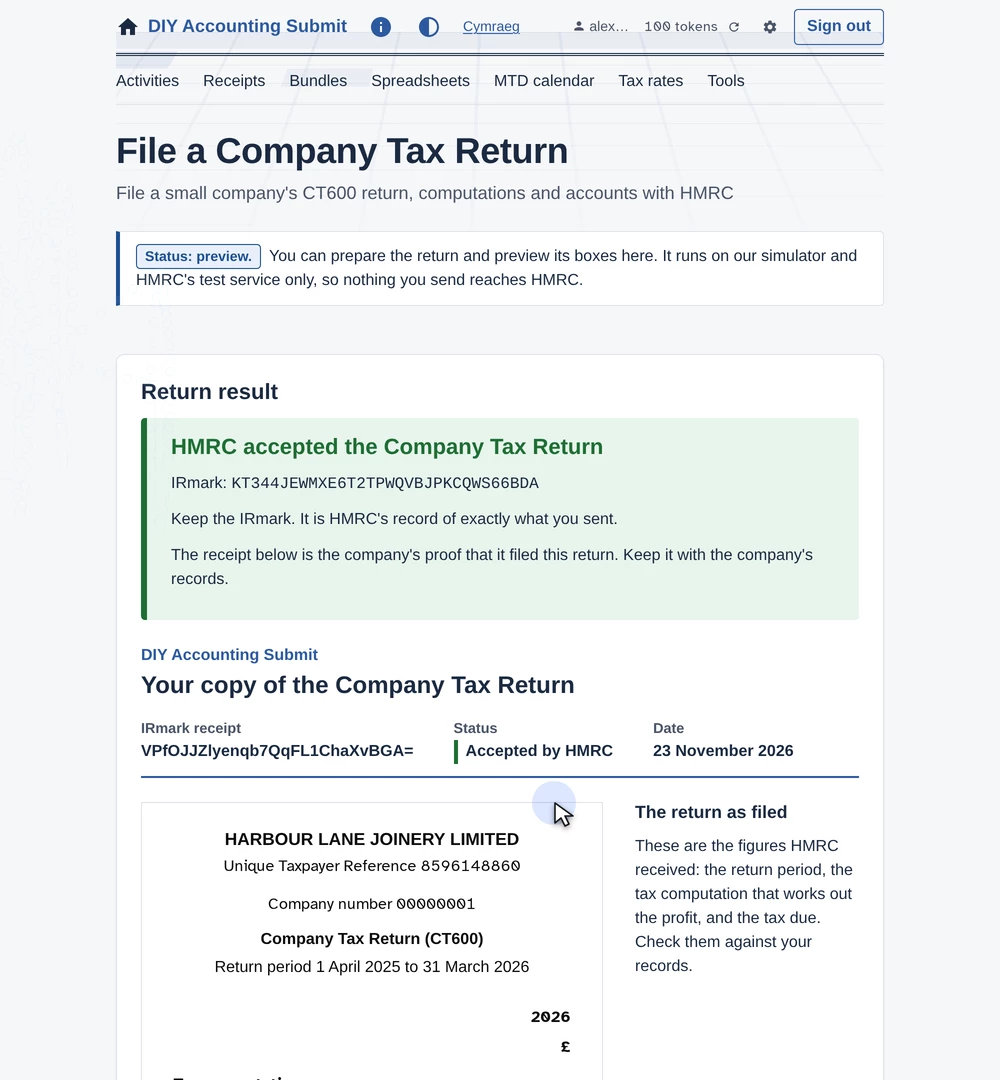 DIY Accounting Submit
Cymraeg
alex...
100 tokens
Sign out
Activities Receipts Bundles Spreadsheets MTD calendar Tax rates Tools
File a Company Tax Return
File a small company's CT600 return, computations and accounts with HMRC
Status: preview. You can prepare the return and preview its boxes here. It runs on our simulator and
HMRC's test service only, so nothing you send reaches HMRC.
Return result
HMRC accepted the Company Tax Return
IRmark: KT344JEWMXE6T2TPWQVBJPKCQWS66BDA
Keep the IRmark. It is HMRC's record of exactly what you sent.
The receipt below is the company's proof that it filed this return. Keep it with the company's
records.
DIY Accounting Submit
Your copy of the Company Tax Return
IRmark receipt Status Date
VPfOJJZlyenqb7QqFL1ChaXvBGA= Accepted by HMRC 23 November 2026
HARBOUR LANE JOINERY LIMITED
Unique Taxpayer Reference 8596148860
Company number 00000001
Company Tax Return (CT600)
Return period 1 April 2025 to 31 March 2026
2026
£
The return as filed
These are the figures HMRC
received: the return period, the
tax computation that works out
the profit, and the tax due.
Check them against your
records.